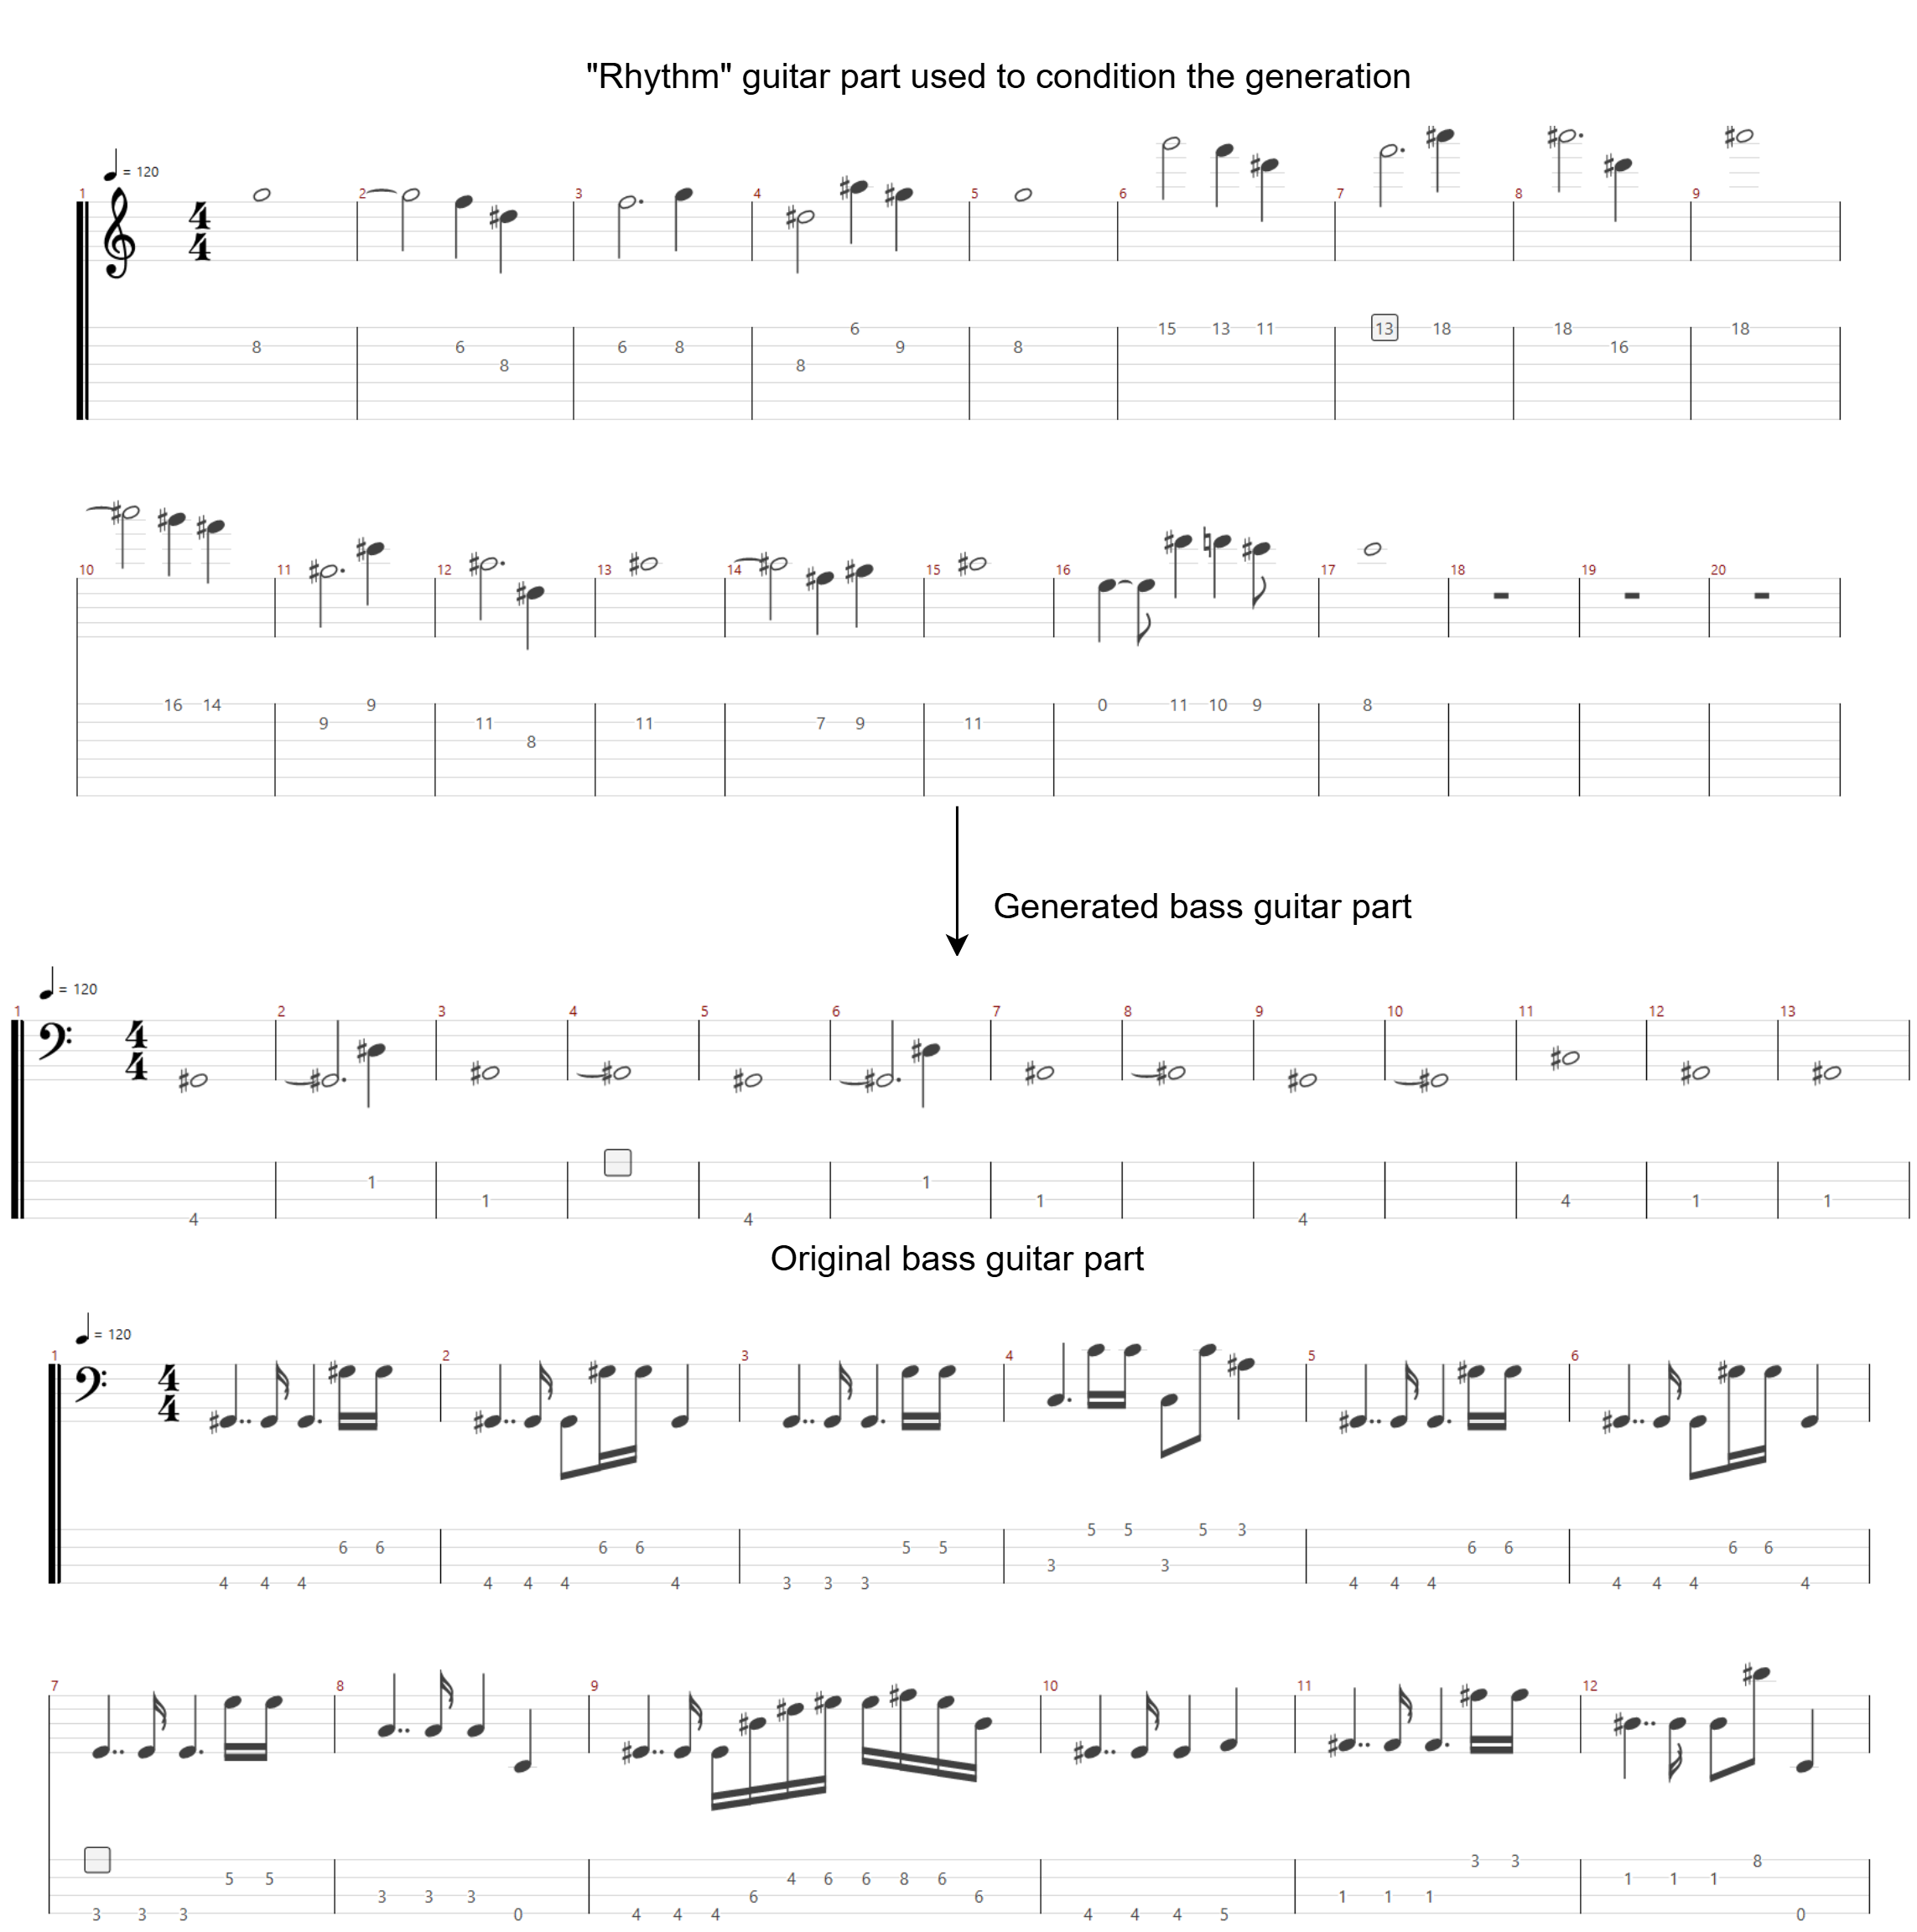 "Rhythm" guitar part used to condition the generation
= 120
1 2 3 4 5 6 7 8 9
4
4
6 15 13 11 13 18 18 18
8 6 6 8 9 8 16
8 8
10 11 12 13 14 15 16 17 18 19 20
16 14 9 0 11 10 9 8
9 11 11 7 9 11
8
Generated bass guitar part
= 120
1 2 3 4 5 6 7 8 9 10 11 12 13
4
4
1 1
1 1 4 1 1
4 4 4
Original bass guitar part
= 120
1 2 3 4 5 6
4
4
5 5 5 3
6 6 6 6 5 5 6 6 6 6
3 3
4 4 4 4 4 4 4 3 3 3 4 4 4 4 4 4 4
7 8 9 10 11 12
3 3 8
5 5 4 6 6 8 6 1 1 1
3 3 3 6 6 1 1 1
3 3 3 0 4 4 4 4 4 4 5 0